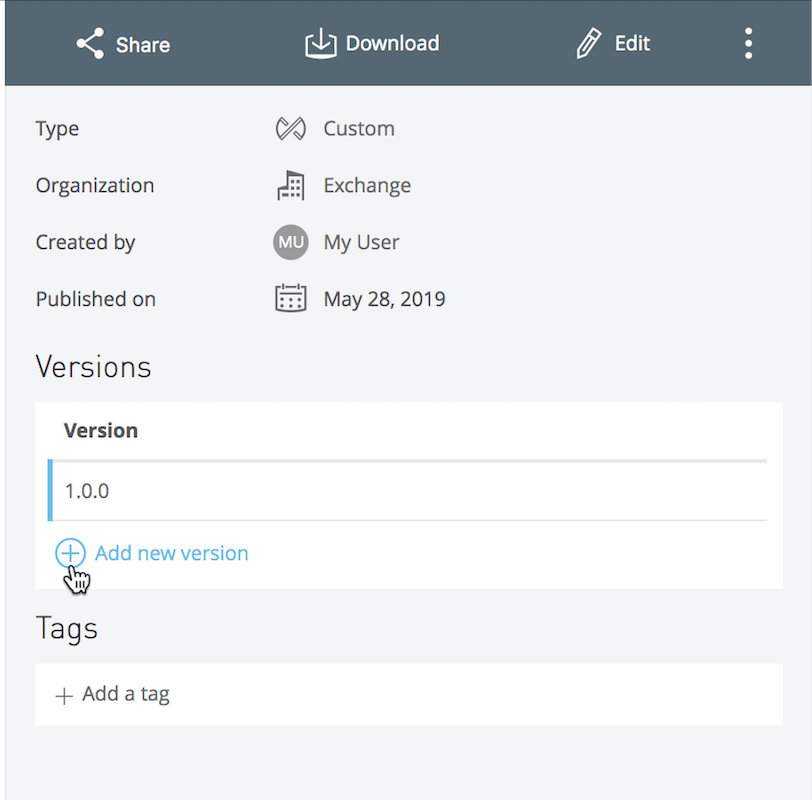 Share Download Edit
Type Custom
Organization Exchange
Created by MU My User
Published on May 28, 2019
Versions
Version
1.0.0
Add new version
Tags
Add a tag